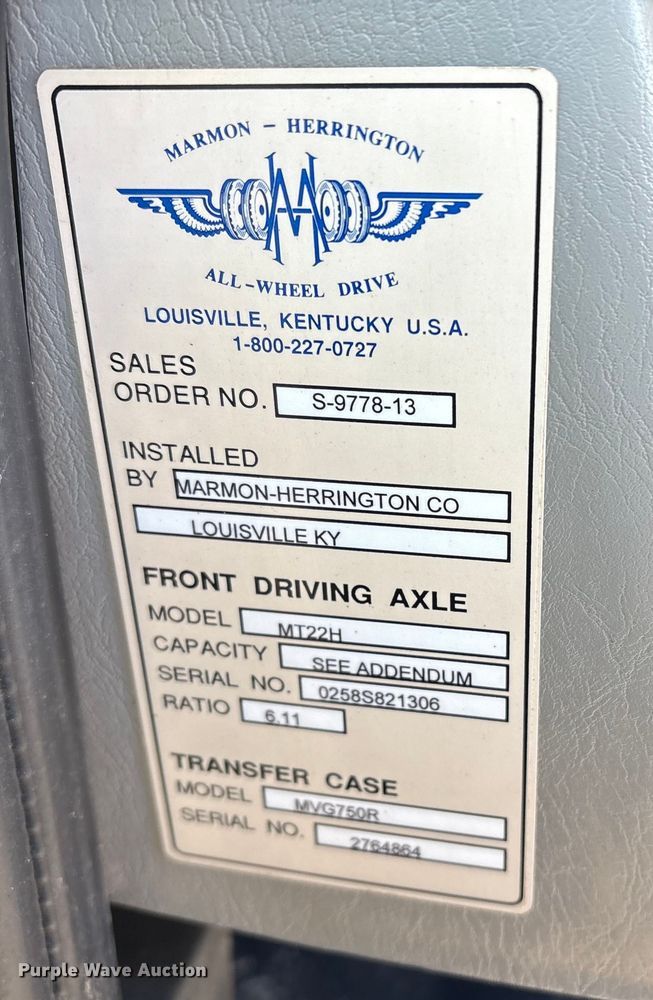 MARMON - HERRINGTON
ALL-WHEEL DRIVE
LOUISVILLE, KENTUCKY U.S.A.
1-800-227-0727
SALES
ORDER NO. S-9778-13
INSTALLED
BY MARMON-HERRINGTON CO
LOUISVILLE KY
FRONT DRIVING AXLE
MODEL MT22H
CAPACITY SEE ADDENDUM
SERIAL NO. 0258S821306
RATIO 6.11
TRANSFER CASE
MODEL MVG750R
SERIAL NO. 2764864
Purple Wave Auction